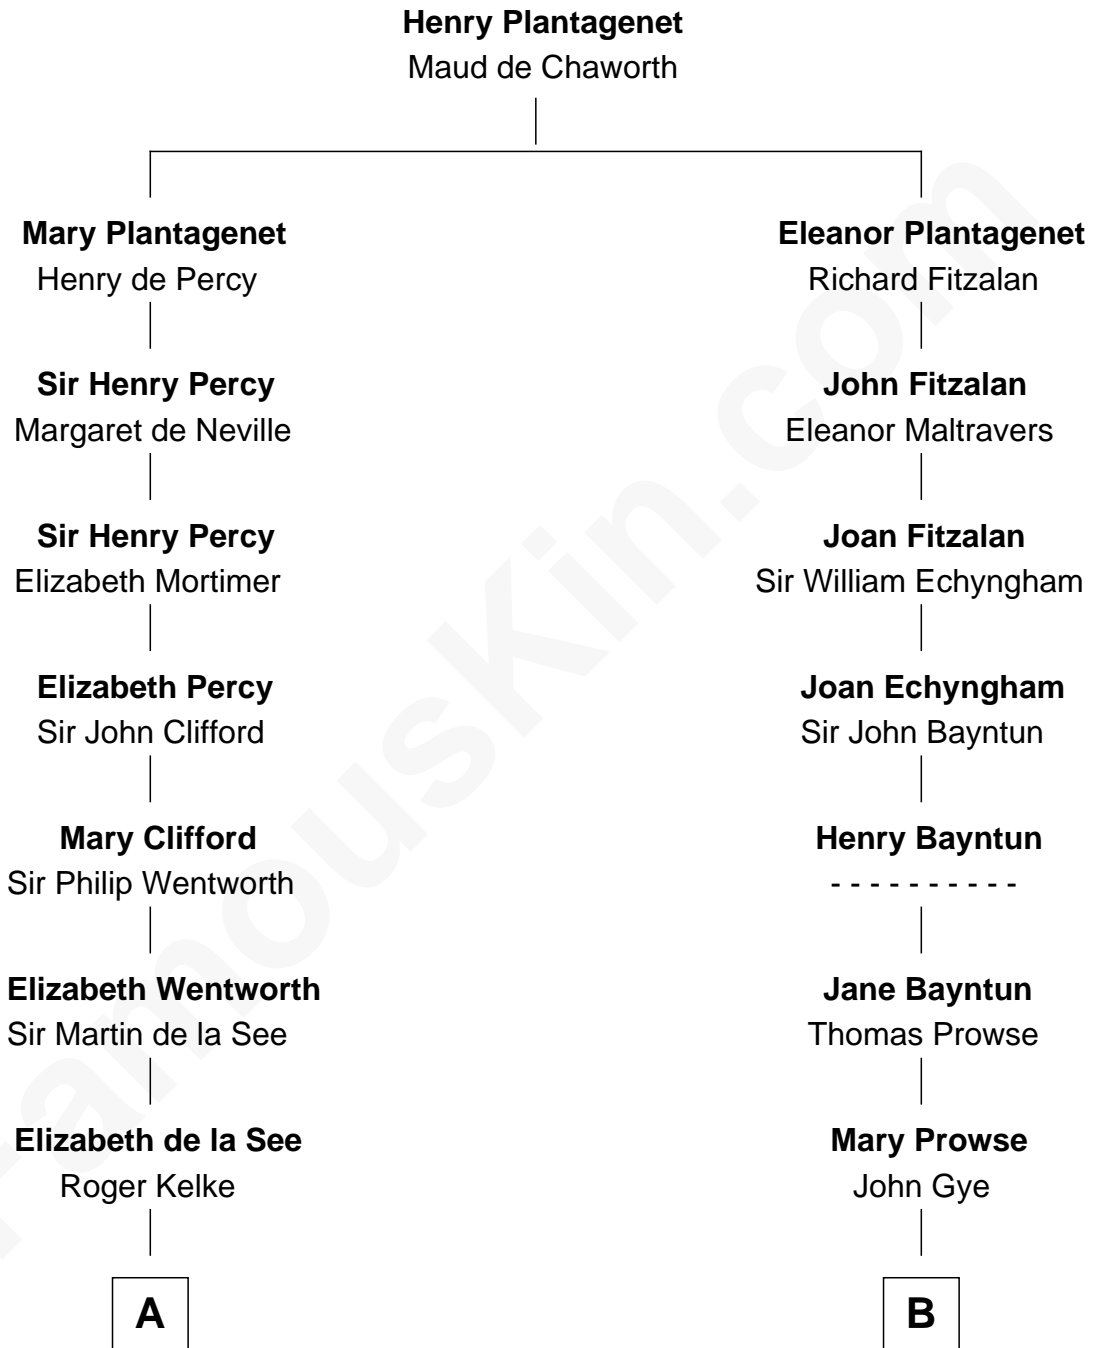 Henry Plantagenet
Maud de Chaworth
Mary Plantagenet
Henry de Percy
Eleanor Plantagenet
Richard Fitzalan
Sir Henry Percy
Margaret de Neville
John Fitzalan
Eleanor Maltravers
Sir Henry Percy
Elizabeth Mortimer
Joan Fitzalan
Sir William Echyngham
Elizabeth Percy
Sir John Clifford
Joan Echyngham
Sir John Bayntun
Mary Clifford
Sir Philip Wentworth
Henry Bayntun
- - - - - - - - - -
Elizabeth Wentworth
Sir Martin de la See
Jane Bayntun
Thomas Prowse
Elizabeth de la See
Roger Kelke
Mary Prowse
John Gye
A
B
FamousKin.com